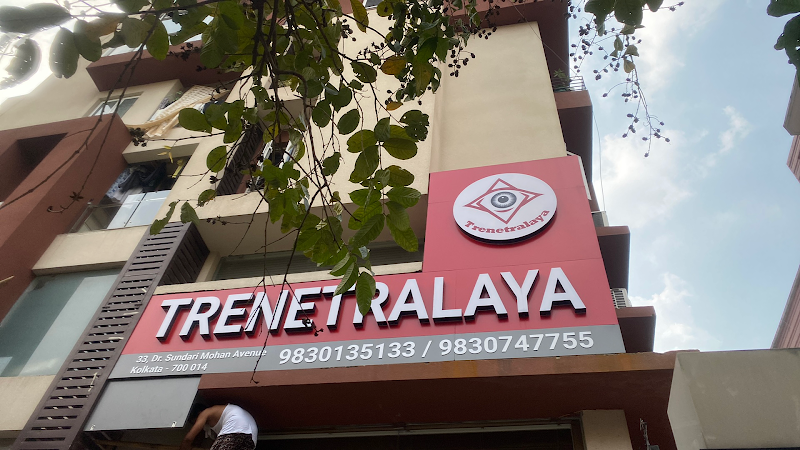 Trenetralaya
TRENETRALAYA
33, Dr. Sundari Mohan Avenue
Kolkata - 700 014
9830135133 / 9830747755